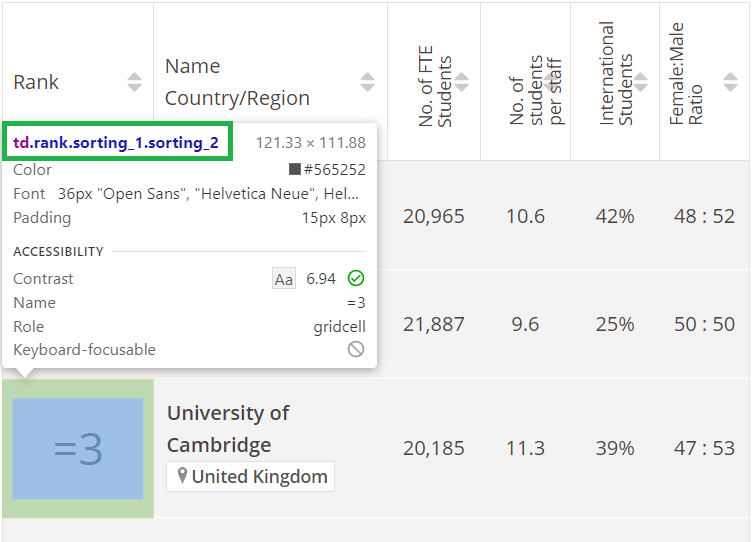 Rank
Name
Country/Region
No. of FTE
Students
No. of
students
per staff
International
Students
Female:Male
Ratio
td.rank.sorting_1.sorting_2 121.33 × 111.88
Color #565252
Font 36px "Open Sans", "Helvetica Neue", Hel...
Padding 15px 8px
ACCESSIBILITY
Contrast Aa 6.94
Name =3
Role gridcell
Keyboard-focusable
20,965 10.6 42% 48 : 52
21,887 9.6 25% 50 : 50
=3
University of
Cambridge
United Kingdom
20,185 11.3 39% 47 : 53